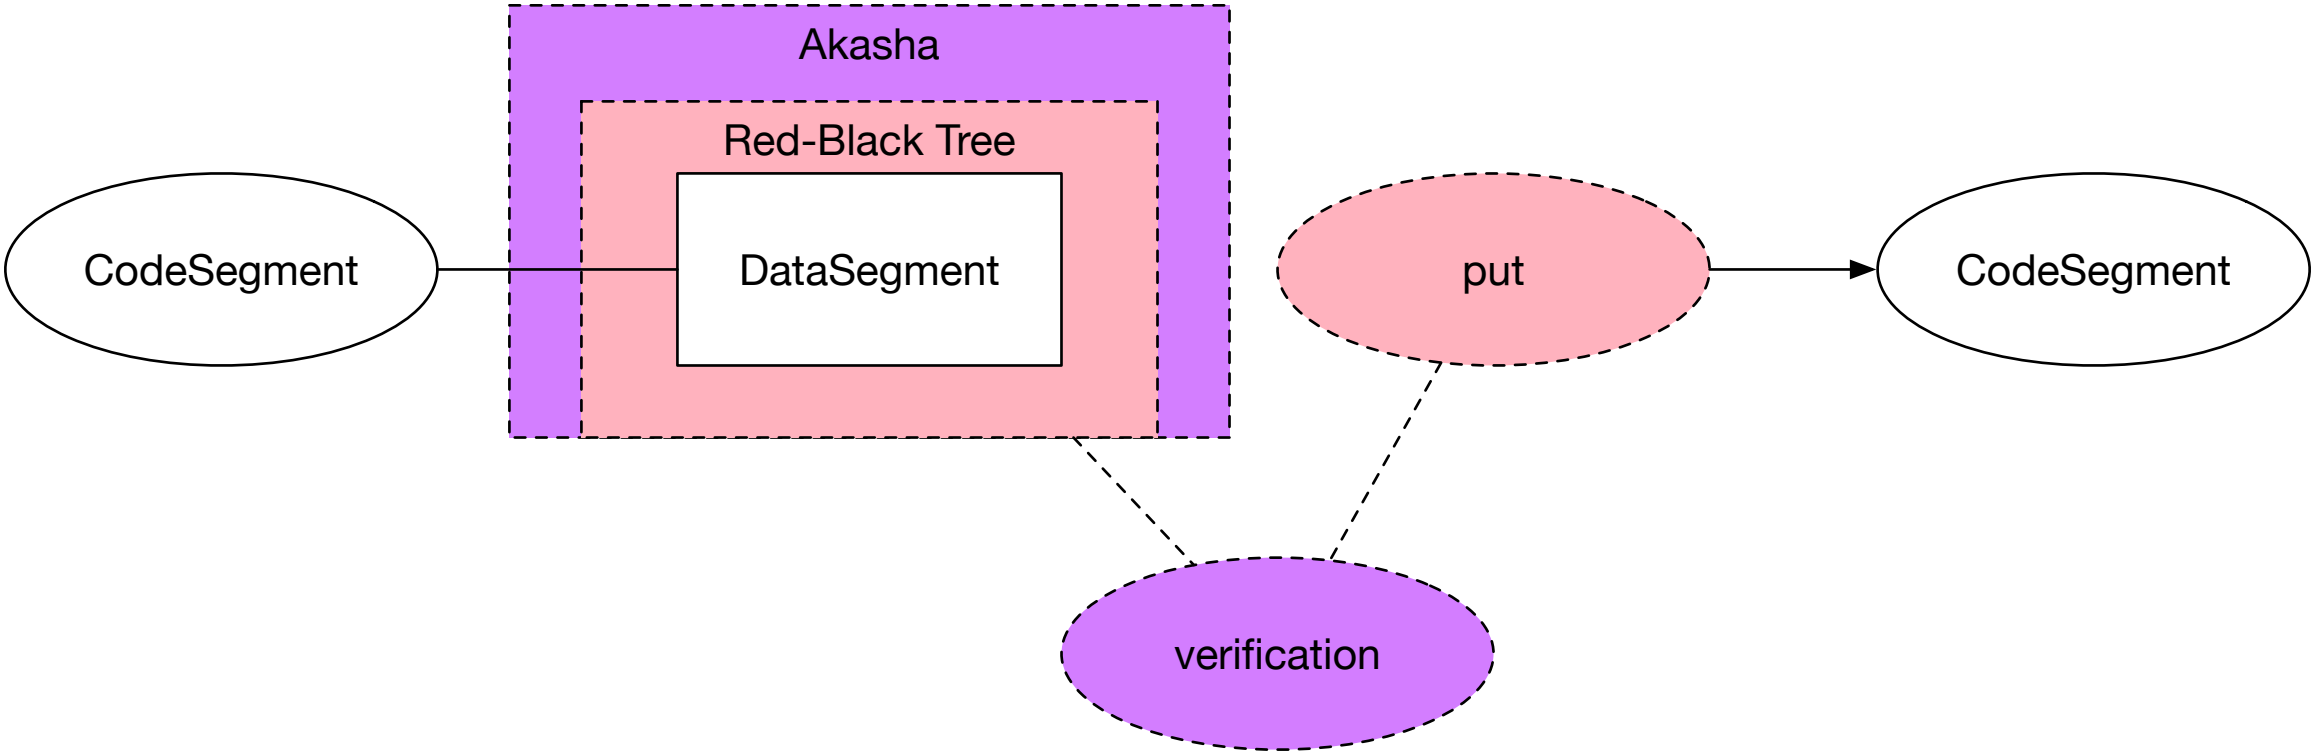 Akasha
Red-Black Tree
CodeSegment
DataSegment
put
CodeSegment
verification